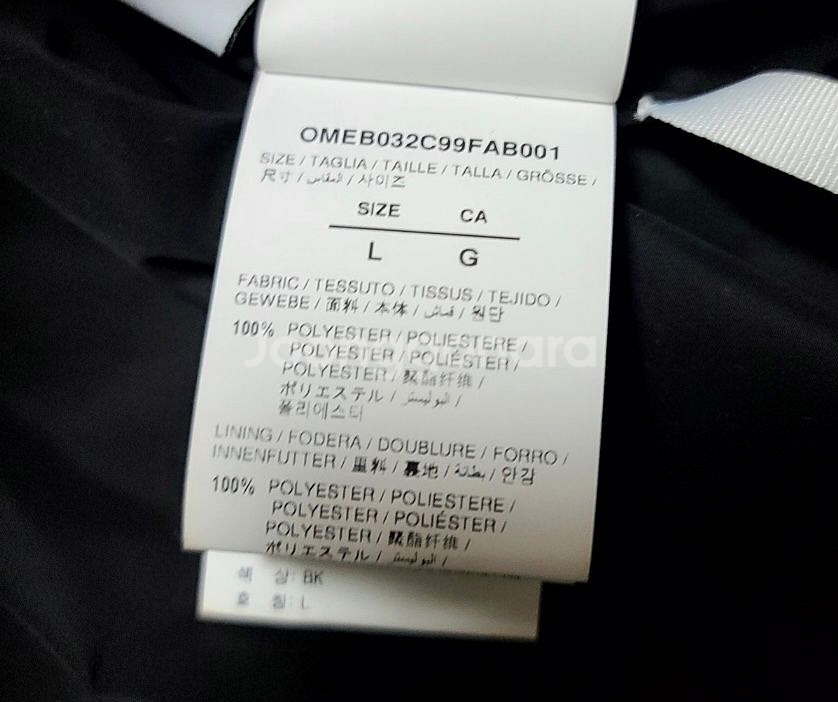 OMEB032C99FAB001
SIZE / TAGLIA / TAILLE / TALLA / GRÖSSE /
尺寸 / المقاس / 사이즈
SIZE CA
L G
FABRIC / TESSUTO / TISSUS / TEJIDO /
GEWEBE / 面料 / 本体 / قماش / 원단
100% POLYESTER / POLIESTERE /
POLYESTER / POLIÉSTER /
POLYESTER / 聚酯纤维 /
ポリエステル / البوليستر /
폴리에스터
LINING / FODERA / DOUBLURE / FORRO /
INNENFUTTER / 里料 / 裏地 / بطانة / 안감
100% POLYESTER / POLIESTERE /
POLYESTER / POLIÉSTER /
POLYESTER / 聚酯纤维 /
ポリエステル / البوليستر /
색 상: BK
호 칭: L